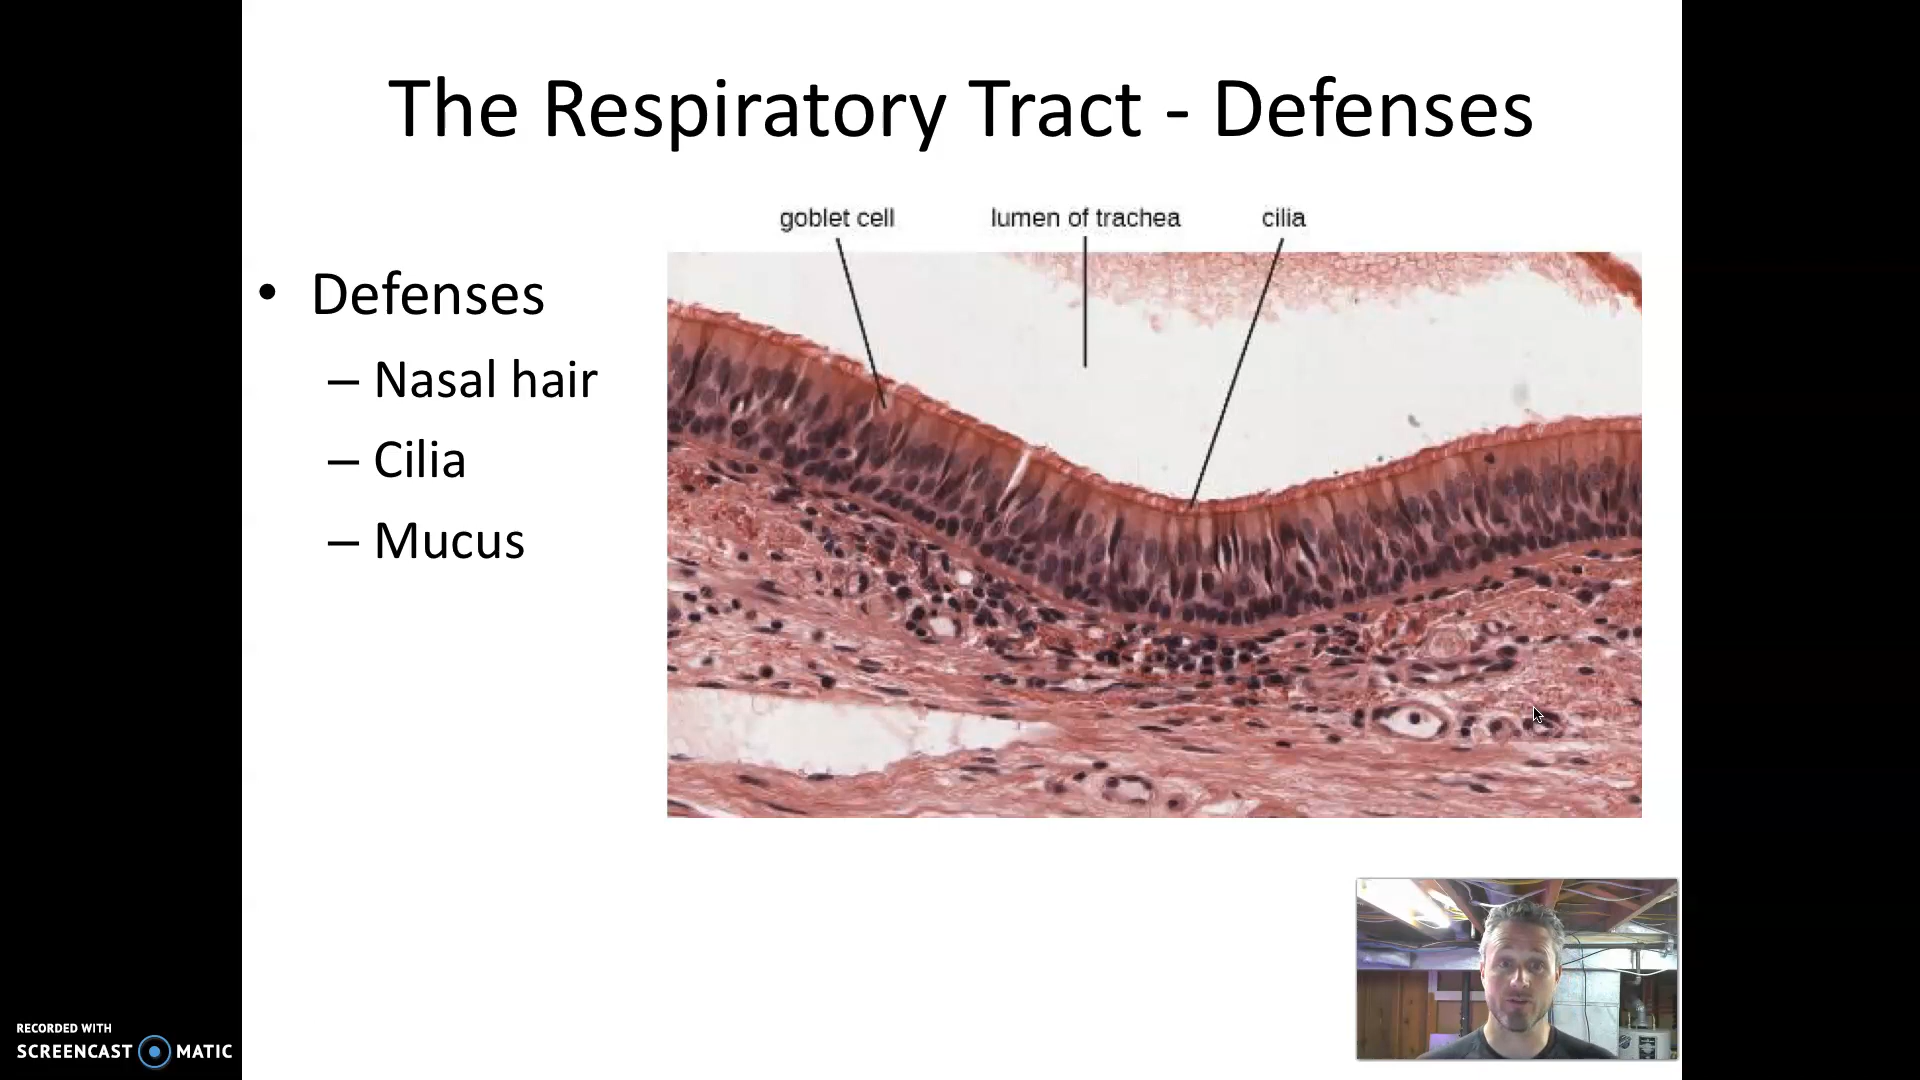 The Respiratory Tract - Defenses
goblet cell lumen of trachea cilia
• Defenses
– Nasal hair
– Cilia
– Mucus
RECORDED WITH
SCREENCAST MATIC